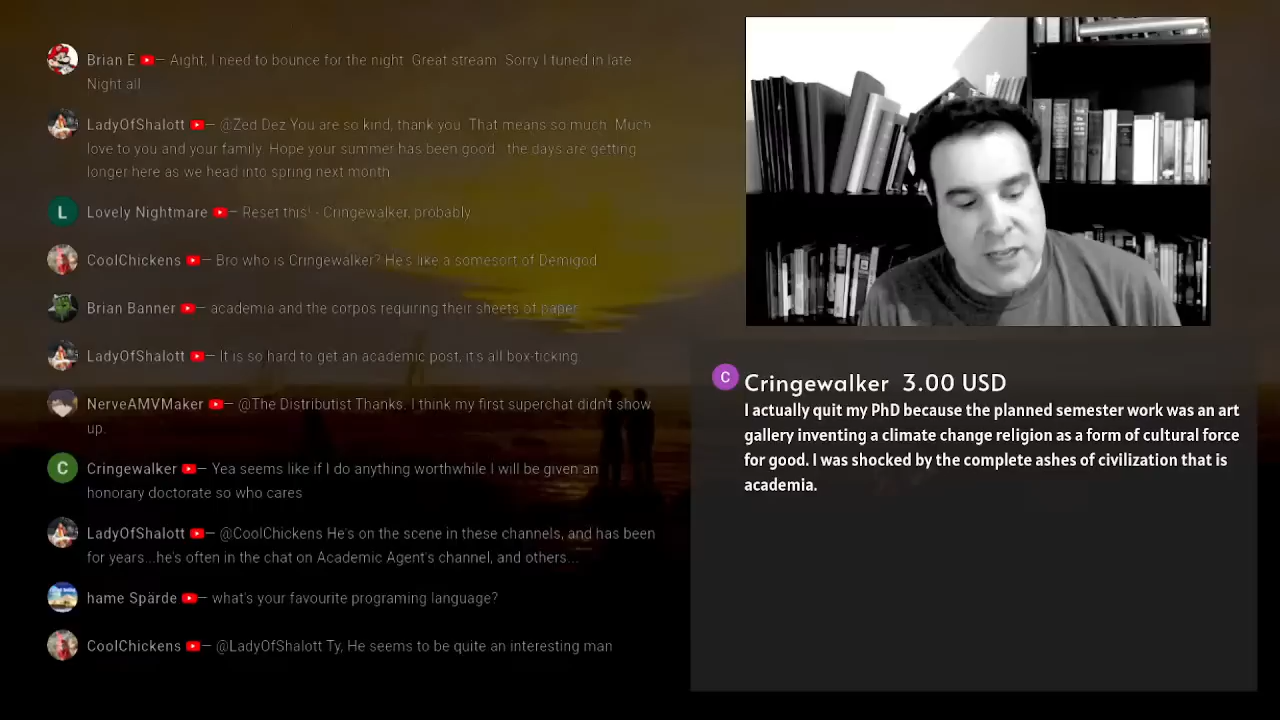 Brian E — Aight, I need to bounce for the night. Great stream. Sorry I tuned in late.
Night all
LadyOfShalott — @Zed Dez You are so kind, thank you. That means so much. Much
love to you and your family. Hope your summer has been good.. the days are getting
longer here as we head into spring next month
L
Lovely Nightmare — Reset this! - Cringewalker, probably.
CoolChickens — Bro who is Cringewalker? He's like a somesort of Demigod
Brian Banner — academia and the corpos requiring their sheets of paper
LadyOfShalott — It is so hard to get an academic post, it's all box-ticking
NerveAMVMaker — @The Distributist Thanks. I think my first superchat didn't show
up.
C
Cringewalker — Yea seems like if I do anything worthwhile I will be given an
honorary doctorate so who cares
LadyOfShalott — @CoolChickens He's on the scene in these channels, and has been
for years...he's often in the chat on Academic Agent's channel, and others...
hame Spärde — what's your favourite programing language?
CoolChickens — @LadyOfShalott Ty, He seems to be quite an interesting man
C
Cringewalker 3.00 USD
I actually quit my PhD because the planned semester work was an art
gallery inventing a climate change religion as a form of cultural force
for good. I was shocked by the complete ashes of civilization that is
academia.